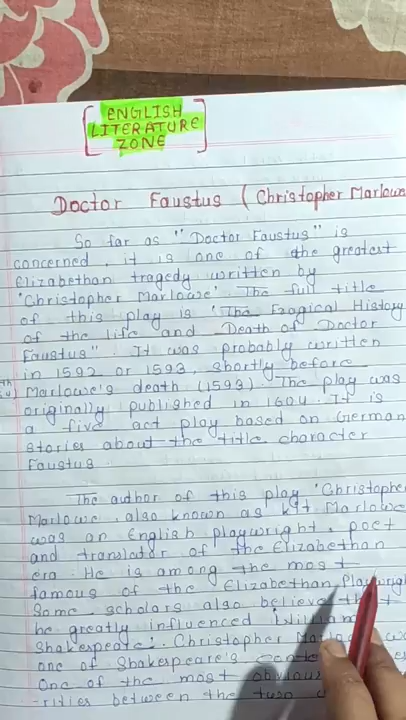 [ENGLISH
LITERATURE
ZONE]
Doctor Faustus (Christopher Marlowe
So far as "Doctor Faustus" is
concerned, it is one of the greatest
Elizabethan tragedy written by
'Christopher Marlowe'. The full title
of this play is 'The Tragical History
of the life and Death of Doctor
Faustus". It was probably written
in 1592 or 1593, shortly before
Marlowe's death (1593). The play was
originally published in 1604. It is
a five act play based on German
stories about the title character
Faustus.
The author of this play 'Christopher
Marlowe, also known as kit Marlowe
was an English playwright, poet
and translator of the Elizabethan
era. He is among the most
famous of the Elizabethan Playwrigh
Some scholars also believe that
he greatly influenced William
Shakespeare. Christopher
one of Shakespeare's
One of the most obvious
-rities between the two